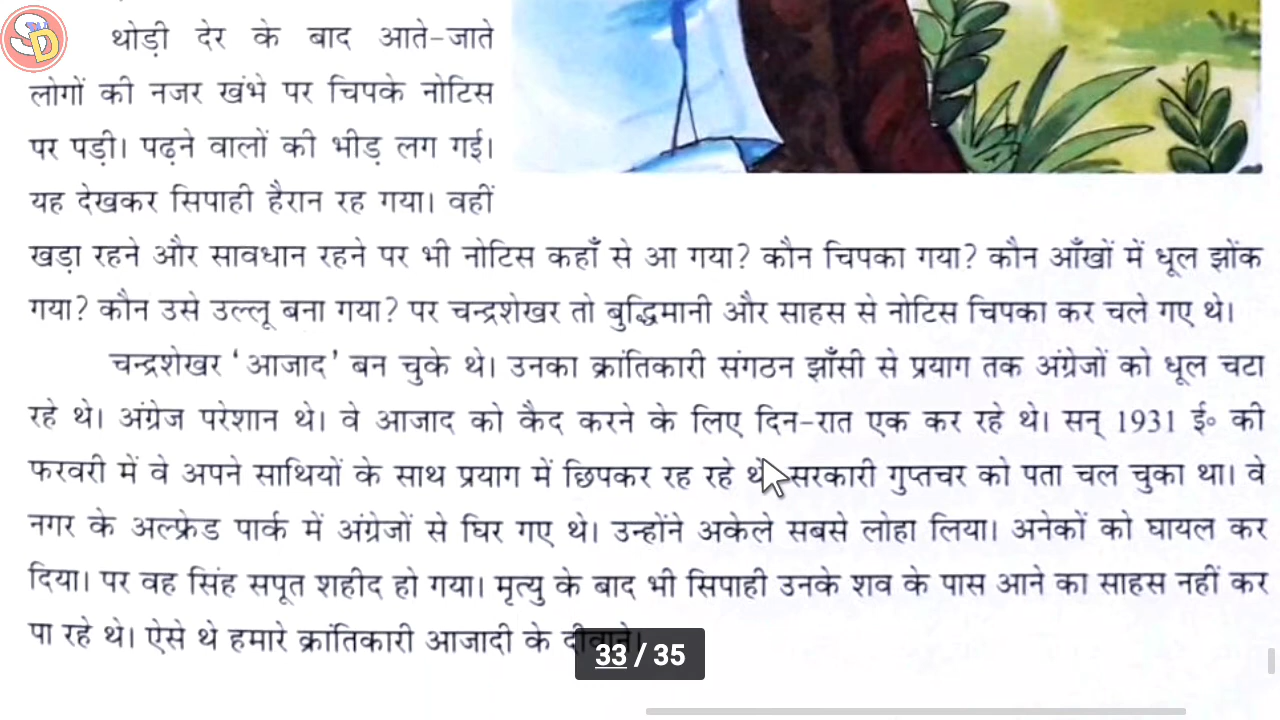 SD
थोड़ी देर के बाद आते-जाते
लोगों की नजर खंभे पर चिपके नोटिस
पर पड़ी। पढ़ने वालों की भीड़ लग गई।
यह देखकर सिपाही हैरान रह गया। वहीं
खड़ा रहने और सावधान रहने पर भी नोटिस कहाँ से आ गया? कौन चिपका गया? कौन आँखों में धूल झोंक
गया? कौन उसे उल्लू बना गया? पर चन्द्रशेखर तो बुद्धिमानी और साहस से नोटिस चिपका कर चले गए थे।
चन्द्रशेखर ‘आजाद’ बन चुके थे। उनका क्रांतिकारी संगठन झाँसी से प्रयाग तक अंग्रेजों को धूल चटा
रहे थे। अंग्रेज परेशान थे। वे आजाद को कैद करने के लिए दिन-रात एक कर रहे थे। सन् 1931 ई॰ की
फरवरी में वे अपने साथियों के साथ प्रयाग में छिपकर रह रहे थे सरकारी गुप्तचर को पता चल चुका था। वे
नगर के अल्फ्रेड पार्क में अंग्रेजों से घिर गए थे। उन्होंने अकेले सबसे लोहा लिया। अनेकों को घायल कर
दिया। पर वह सिंह सपूत शहीद हो गया। मृत्यु के बाद भी सिपाही उनके शव के पास आने का साहस नहीं कर
पा रहे थे। ऐसे थे हमारे क्रांतिकारी आजादी के दीवाने।
33 / 35